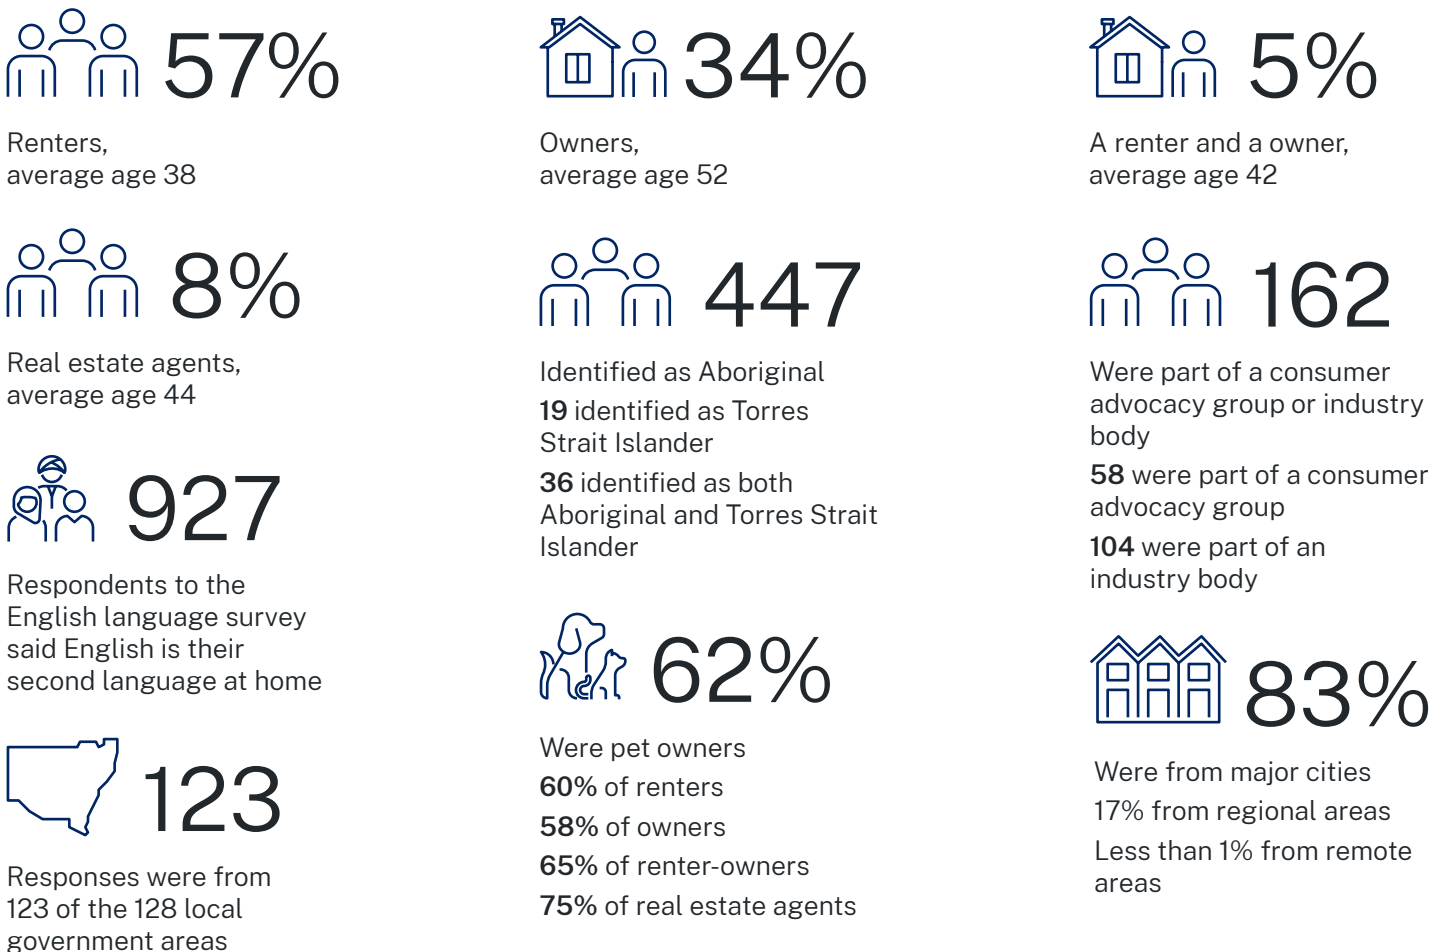 57%
Renters,
average age 38
34%
Owners,
average age 52
5%
A renter and a owner,
average age 42
8%
Real estate agents,
average age 44
447
Identified as Aboriginal
19 identified as Torres
Strait Islander
36 identified as both
Aboriginal and Torres Strait
Islander
162
Were part of a consumer
advocacy group or industry
body
58 were part of a consumer
advocacy group
104 were part of an
industry body
927
Respondents to the
English language survey
said English is their
second language at home
62%
Were pet owners
60% of renters
58% of owners
65% of renter-owners
75% of real estate agents
83%
Were from major cities
17% from regional areas
Less than 1% from remote
areas
123
Responses were from
123 of the 128 local
government areas